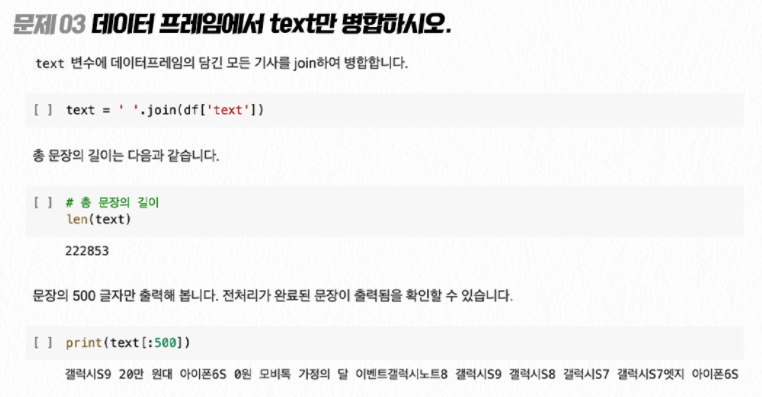 문제 03 데이터 프레임에서 text만 병합하시오.
text 변수에 데이터프레임의 담긴 모든 기사를 join하여 병합합니다.
[ ] text = ' '.join(df['text'])
총 문장의 길이는 다음과 같습니다.
[ ] # 총 문장의 길이
len(text)
222853
문장의 500 글자만 출력해 봅니다. 전처리가 완료된 문장이 출력됨을 확인할 수 있습니다.
[ ] print(text[:500])
갤럭시S9 20만 원대 아이폰6S 0원 모비톡 가정의 달 이벤트갤럭시노트8 갤럭시S9 갤럭시S8 갤럭시S7 갤럭시S7엣지 아이폰6S